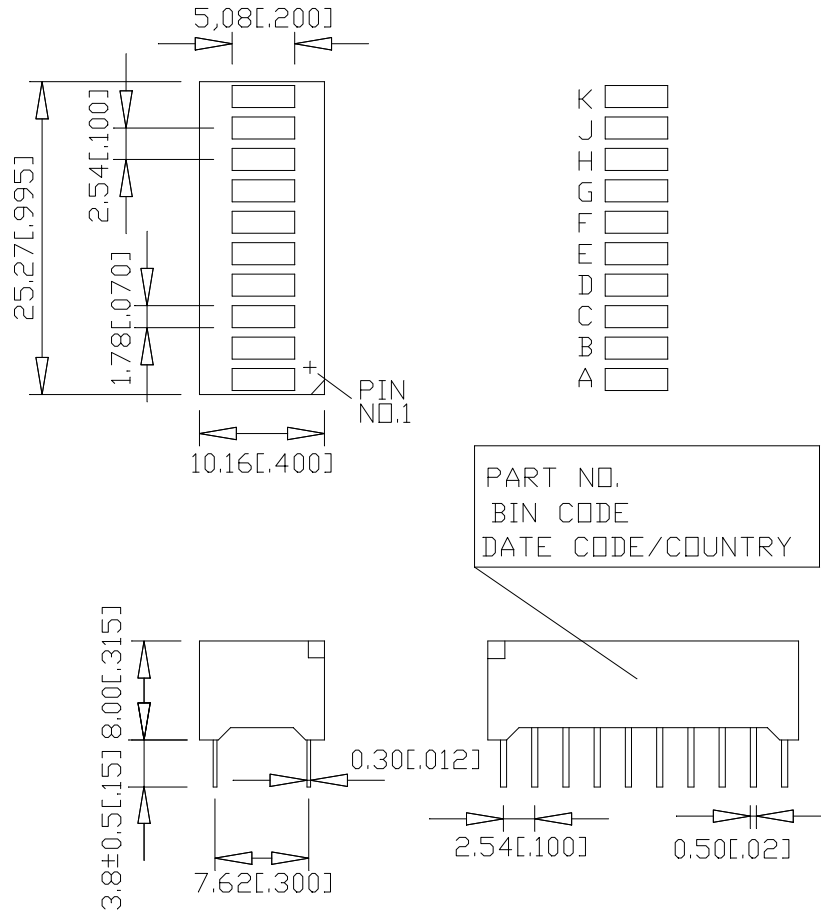 5,08[.200]
25.27[.995]
2.54[.100]
1.78[.070]
PIN
NO.1
10.16[.400]
K
J
H
G
F
E
D
C
B
A
PART NO.
BIN CODE
DATE CODE/COUNTRY
8.00[.315]
3.8±0.5[.15]
0.30[.012]
7.62[.300]
2.54[.100]
0.50[.02]